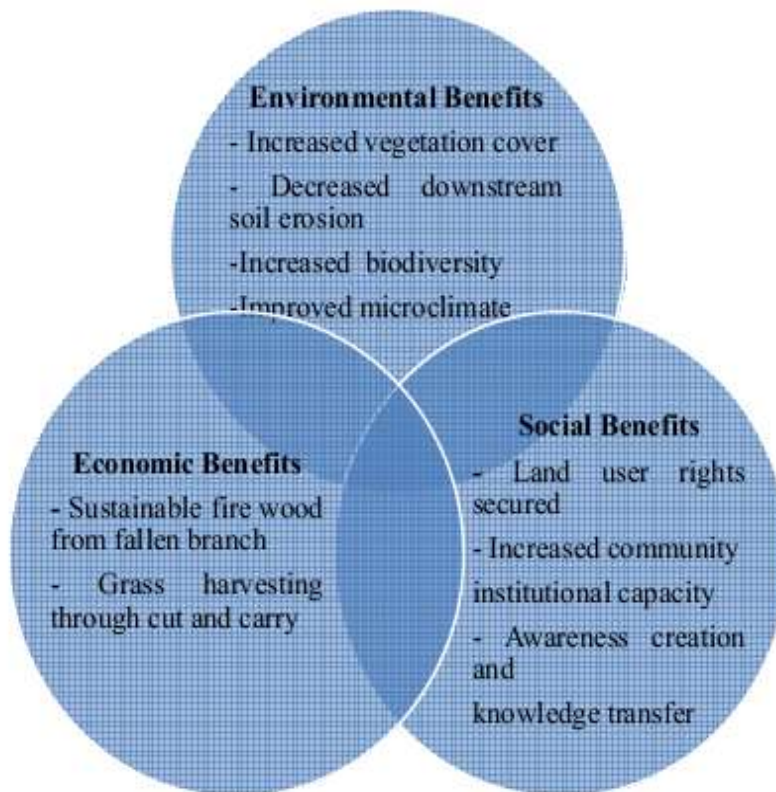 Environmental Benefits
- Increased vegetation cover
- Decreased downstream
soil erosion
-Increased biodiversity
-Improved microclimate
Economic Benefits
- Sustainable fire wood
from fallen branch
- Grass harvesting
through cut and carry
Social Benefits
- Land user rights
secured
- Increased community
institutional capacity
- Awareness creation
and
knowledge transfer